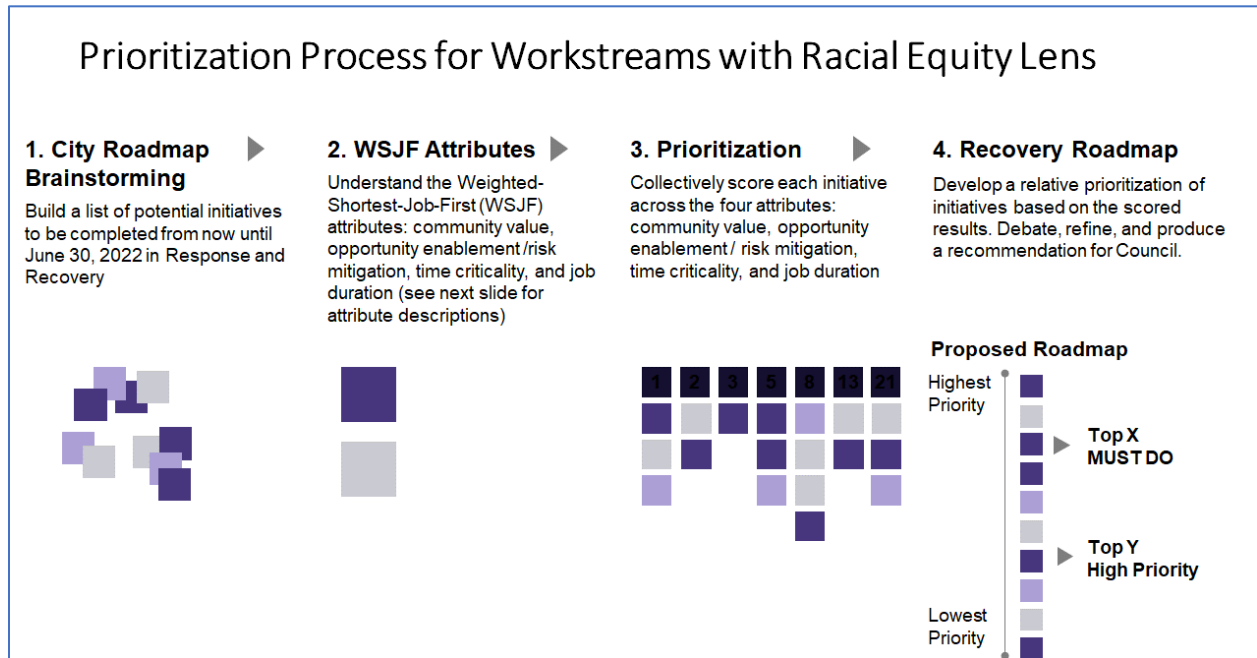 Prioritization Process for Workstreams with Racial Equity Lens
1. City Roadmap
Brainstorming
Build a list of potential initiatives
to be completed from now until
June 30, 2022 in Response and
Recovery
2. WSJF Attributes
Understand the Weighted-
Shortest-Job-First (WSJF)
attributes: community value,
opportunity enablement /risk
mitigation, time criticality, and job
duration (see next slide for
attribute descriptions)
3. Prioritization
Collectively score each initiative
across the four attributes:
community value, opportunity
enablement / risk mitigation,
time criticality, and job duration
1 2 3 5 8 13 21
4. Recovery Roadmap
Develop a relative prioritization of
initiatives based on the scored
results. Debate, refine, and produce
a recommendation for Council.
Proposed Roadmap
Highest
Priority
Top X
MUST DO
Top Y
High Priority
Lowest
Priority